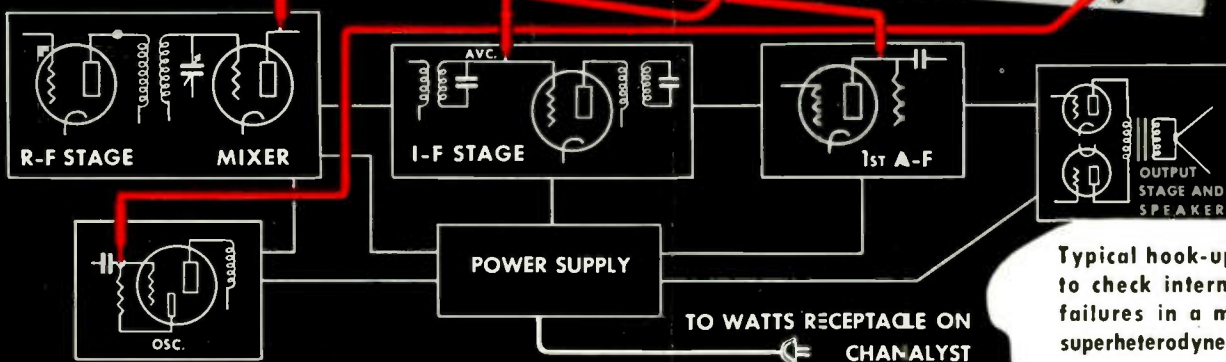 AVC.
R-F STAGE
MIXER
I-F STAGE
1ST A-F
OUTPUT
STAGE AND
SPEAKER
OSC.
POWER SUPPLY
TO WATTS RECEPTACLE ON
CHANALYST
Typical hook-up
to check intern
failures in a m
superheterodyne